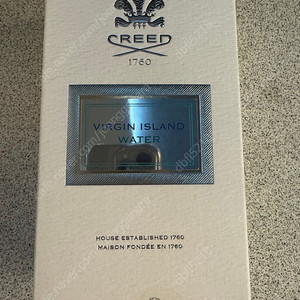 CREED
1760
VIRGIN ISLAND
WATER
HOUSE ESTABLISHED 1760
MAISON FONDÉE EN 1760